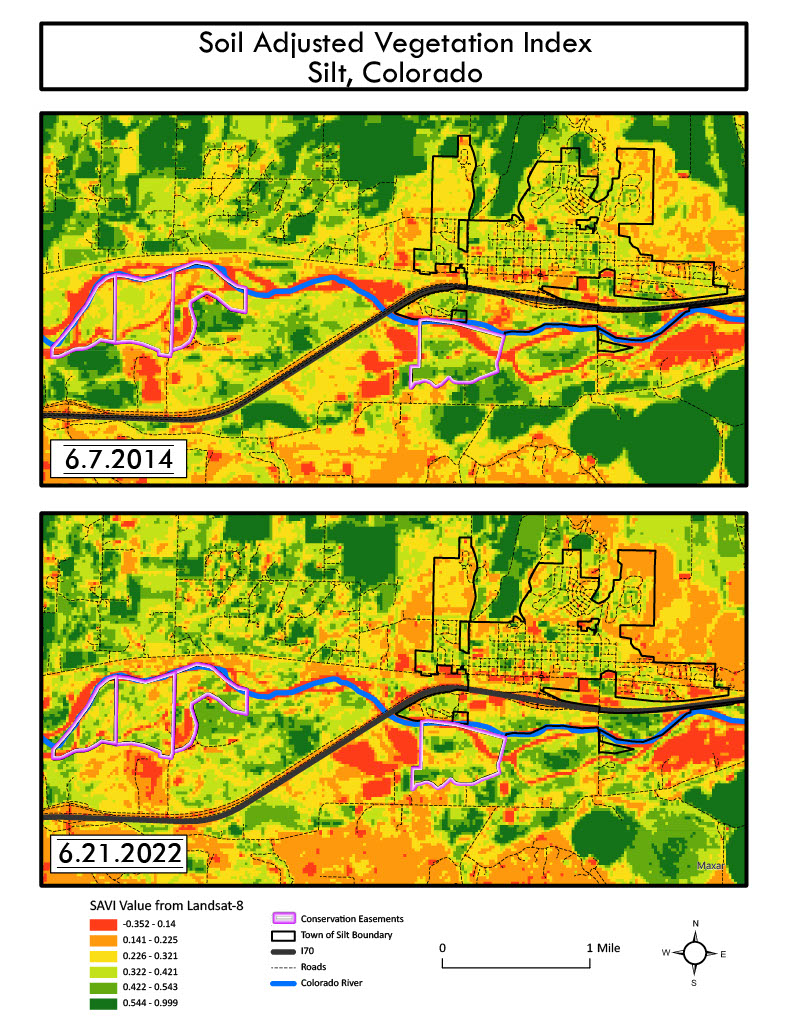 Soil Adjusted Vegetation Index
Silt, Colorado
6.7.2014
6.21.2022
Maxar
SAVI Value from Landsat-8
-0.352 - 0.14
0.141 - 0.225
0.226 - 0.321
0.322 - 0.421
0.422 - 0.543
0.544 - 0.999
Conservation Easements
Town of Silt Boundary
I70
Roads
Colorado River
0 1 Mile
N
W E
S